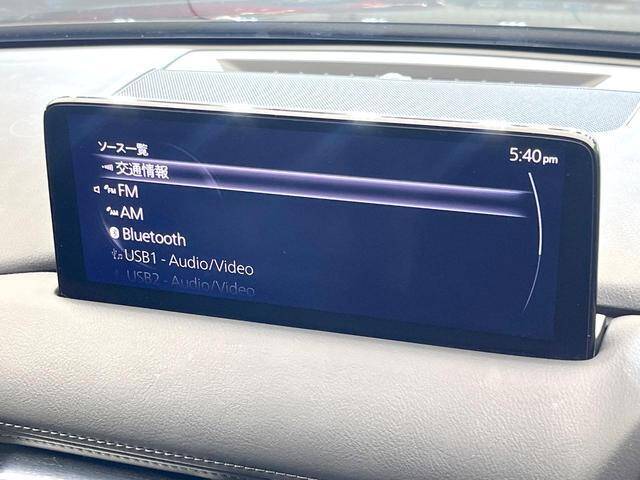 ソース一覧
5:40pm
交通情報
FM
AM
Bluetooth
USB1 - Audio/Video
USB2 - Audio/Video